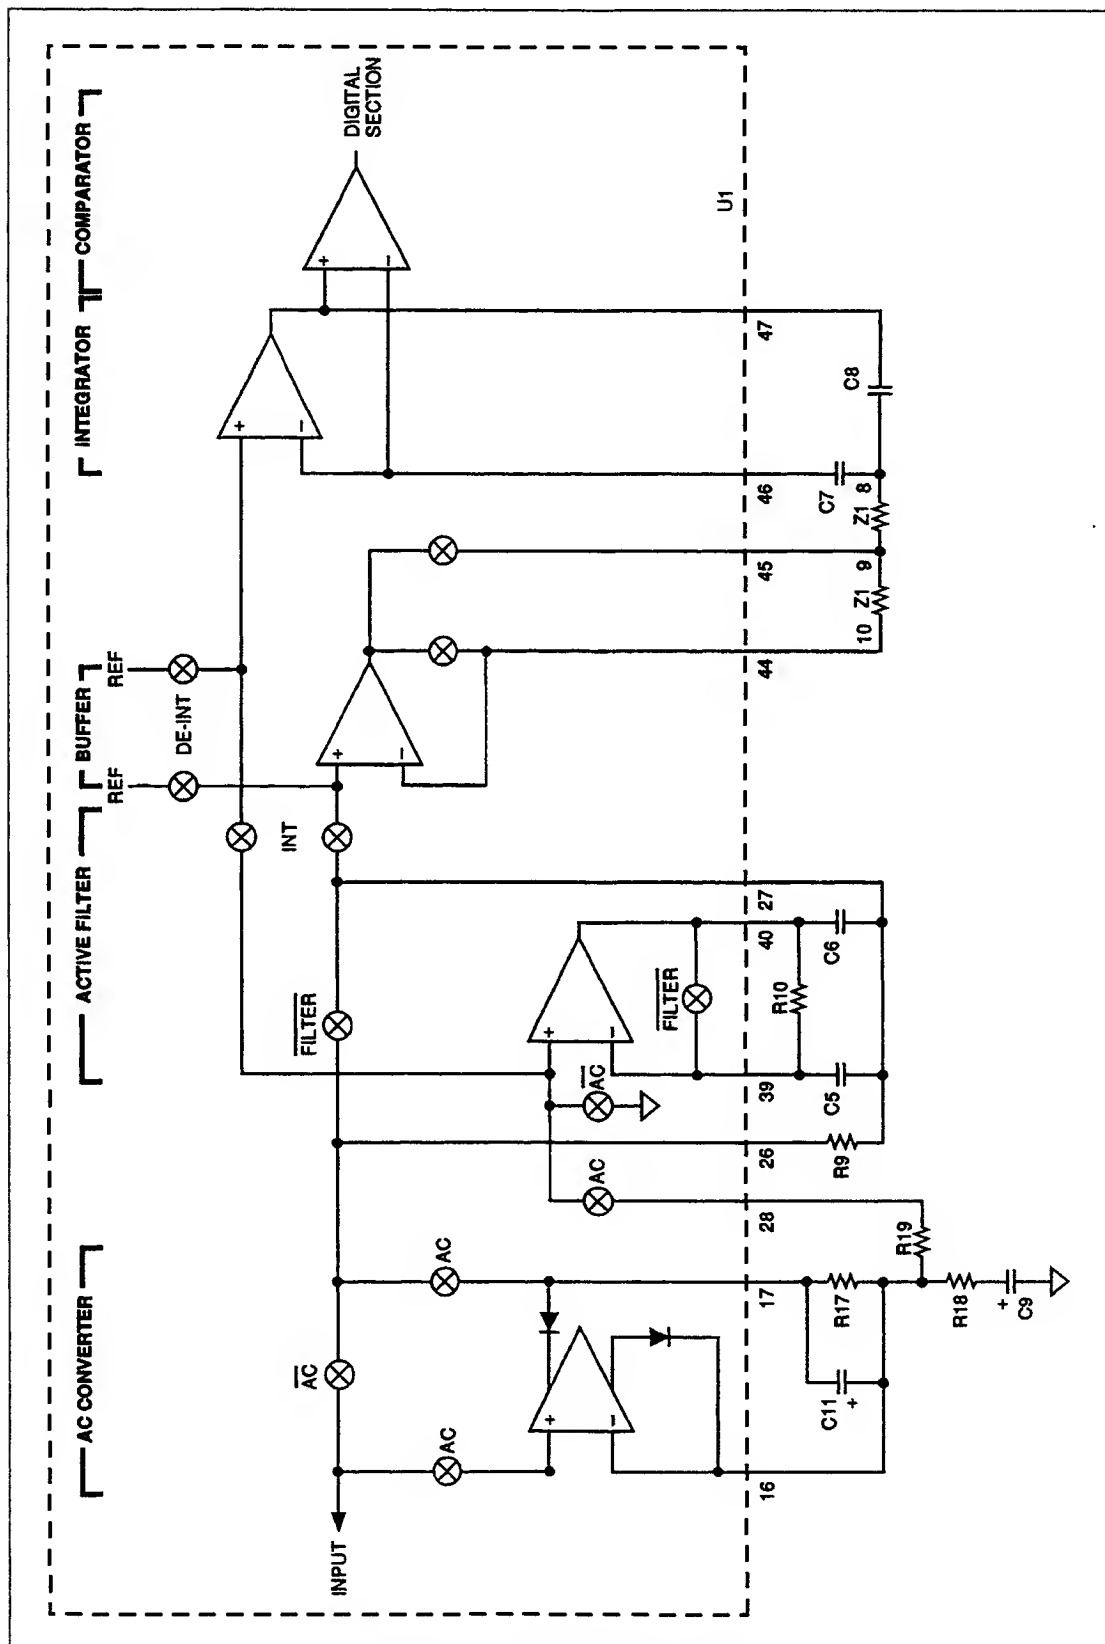 AC CONVERTER
ACTIVE FILTER
BUFFER
INTEGRATOR
COMPARATOR
REF
REF
DE-INT
INT
INPUT
AC
FILTER
AC
AC
+
−
+
−
+
−
+
−
+
−
DIGITAL
SECTION
AC
AC
FILTER
U1
16
17
28
26
39
40
27
44
45
46
47
C11
+
R17
R19
R18
+
C9
R9
C5
R10
C6
10
Z1
9
Z1
8
C7
C8